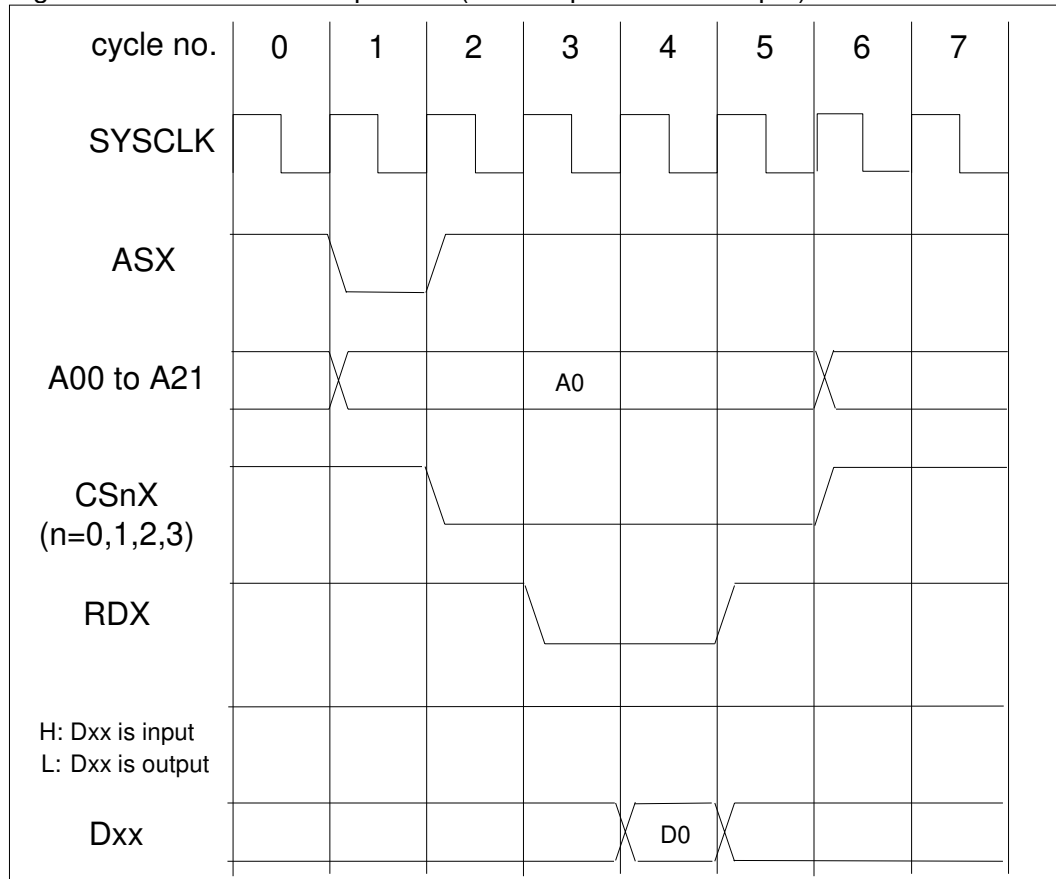 cycle no. 0 1 2 3 4 5 6 7
SYSCLK
ASX
A00 to A21 A0
CSnX
(n=0,1,2,3)
RDX
H: Dxx is input
L: Dxx is output
Dxx D0